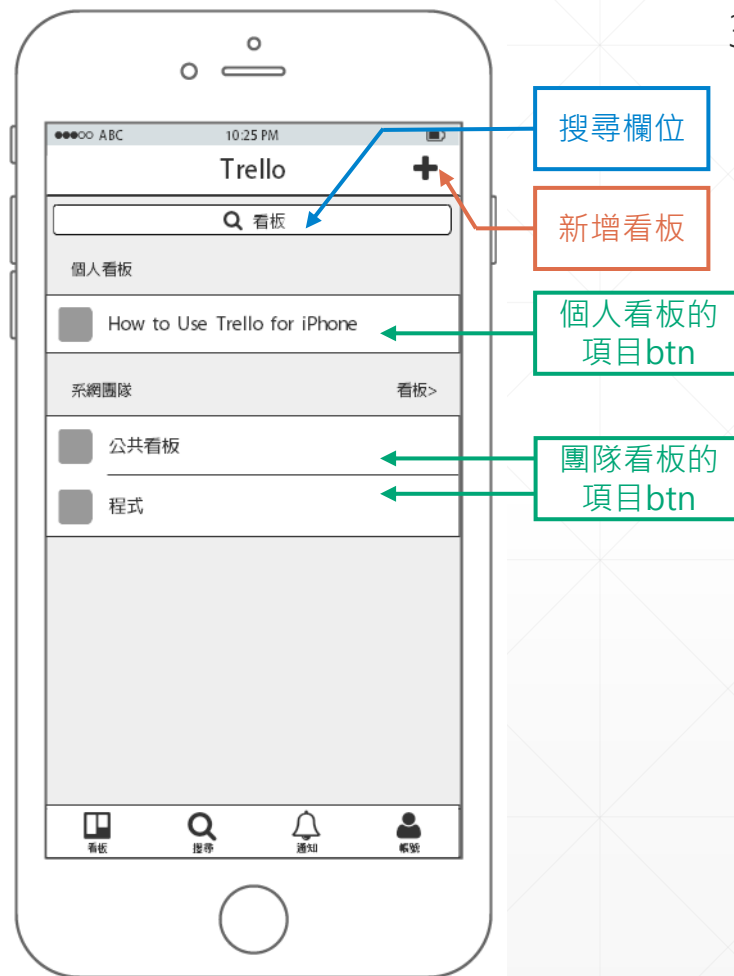 ABC 10:25 PM
Trello
看板
個人看板
How to Use Trello for iPhone
系網團隊 看板>
公共看板
程式
看板 搜尋 通知 帳號
搜尋欄位
新增看板
個人看板的
項目btn
團隊看板的
項目btn